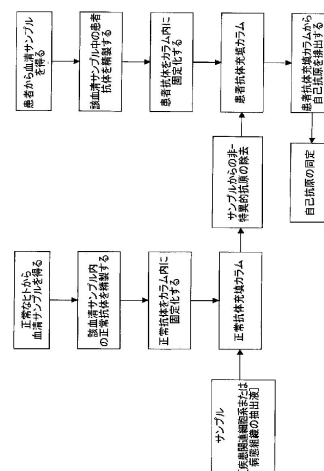 患者から血清サンプル
を得る
該血清サンプル中の患者
抗体を精製する
患者抗体をカラム内に
固定化する
患者抗体充填カラム
患者抗体充填カラムから
自己抗原を排出する
自己抗原の同定
サンプルからの非-
特異的抗原の除去
正常なヒトから
血清サンプルを得る
該血清サンプル内
の正常抗体を精製する
正常抗体をカラム内に
固定化する
正常抗体充填カラム
サンプル
[疾患関連細胞系または
病態組織の抽出液]